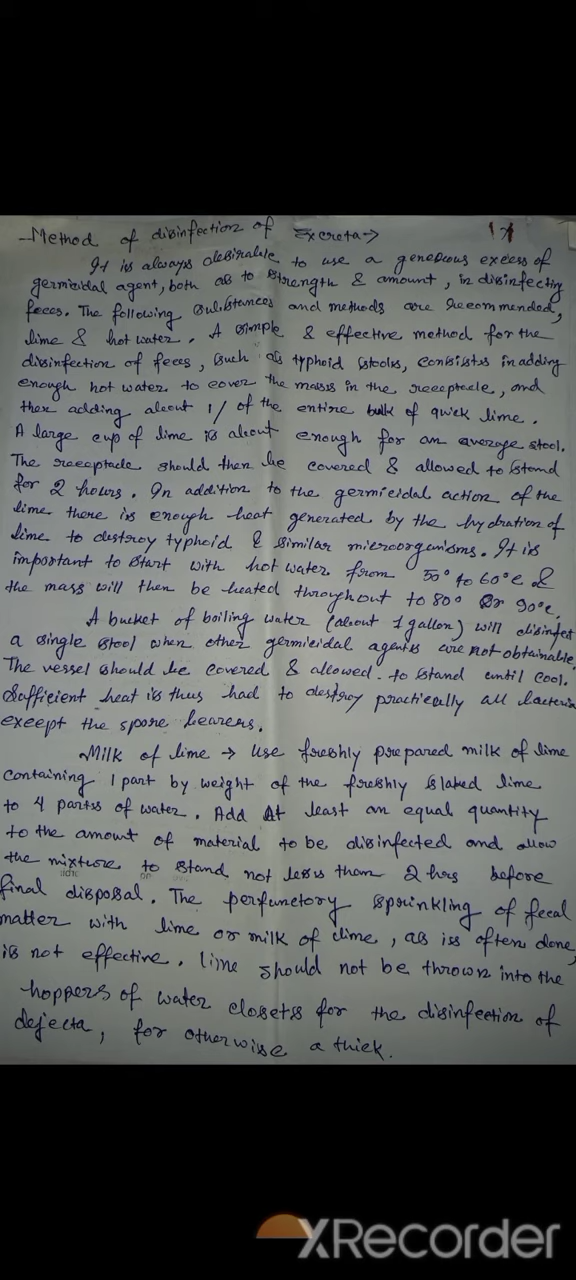 - Method of disinfection of Excreta→
17
It is always desirable to use a generous excess of
germicidal agent, both as to strength & amount, in disinfecting
feces. The following substances and methods are recommended,
lime & hot water. A simple & effective method for the
disinfection of feces, such as typhoid stools, consists in adding
enough hot water to cover the mass in the receptacle, and
then adding about 1/ of the entire bulk of quick lime.
A large cup of lime is about enough for an average stool.
The receptacle should then be covered & allowed to stand
for 2 hours. In addition to the germicidal action of the
lime there is enough heat generated by the hydration of
lime to destroy typhoid & similar microorganisms. It is
important to start with hot water from 50° to 60°c &
the mass will then be heated throughout to 80° Or 90°c.
A bucket of boiling water (about 1 gallon) will disinfect
a single stool when other germicidal agents are not obtainable.
The vessel should be covered & allowed to stand until cool.
Sufficient heat is thus had to destroy practically all bacteria
except the spore bearers.
Milk of lime → Use freshly prepared milk of lime
containing 1 part by weight of the freshly slaked lime
to 4 parts of water. Add At least an equal quantity
to the amount of material to be disinfected and allow
the mixture to stand not less than 2 hrs before
final disposal. The perfunctory sprinkling of fecal
matter with lime or milk of lime, as is often done,
is not effective. lime should not be thrown into the
hoppers of water closets for the disinfection of
dejecta, for otherwise a thick.
XRecorder